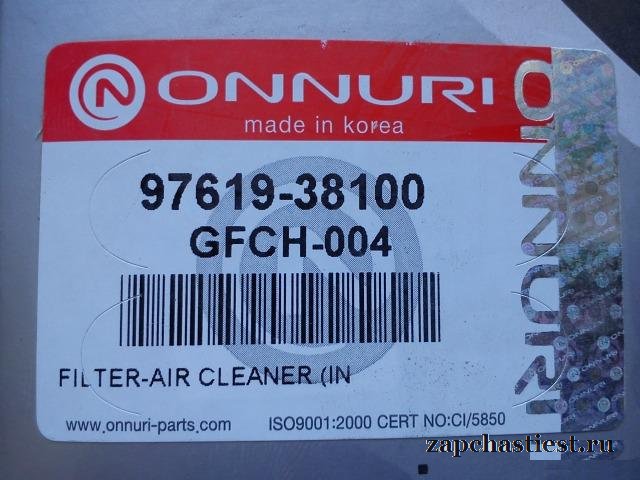 ONNURI
made in korea
ONNURI
97619-38100
GFCH-004
FILTER-AIR CLEANER (IN
www.onnuri-parts.com
ISO9001:2000 CERT NO:CI/5850
zapchastiest.ru